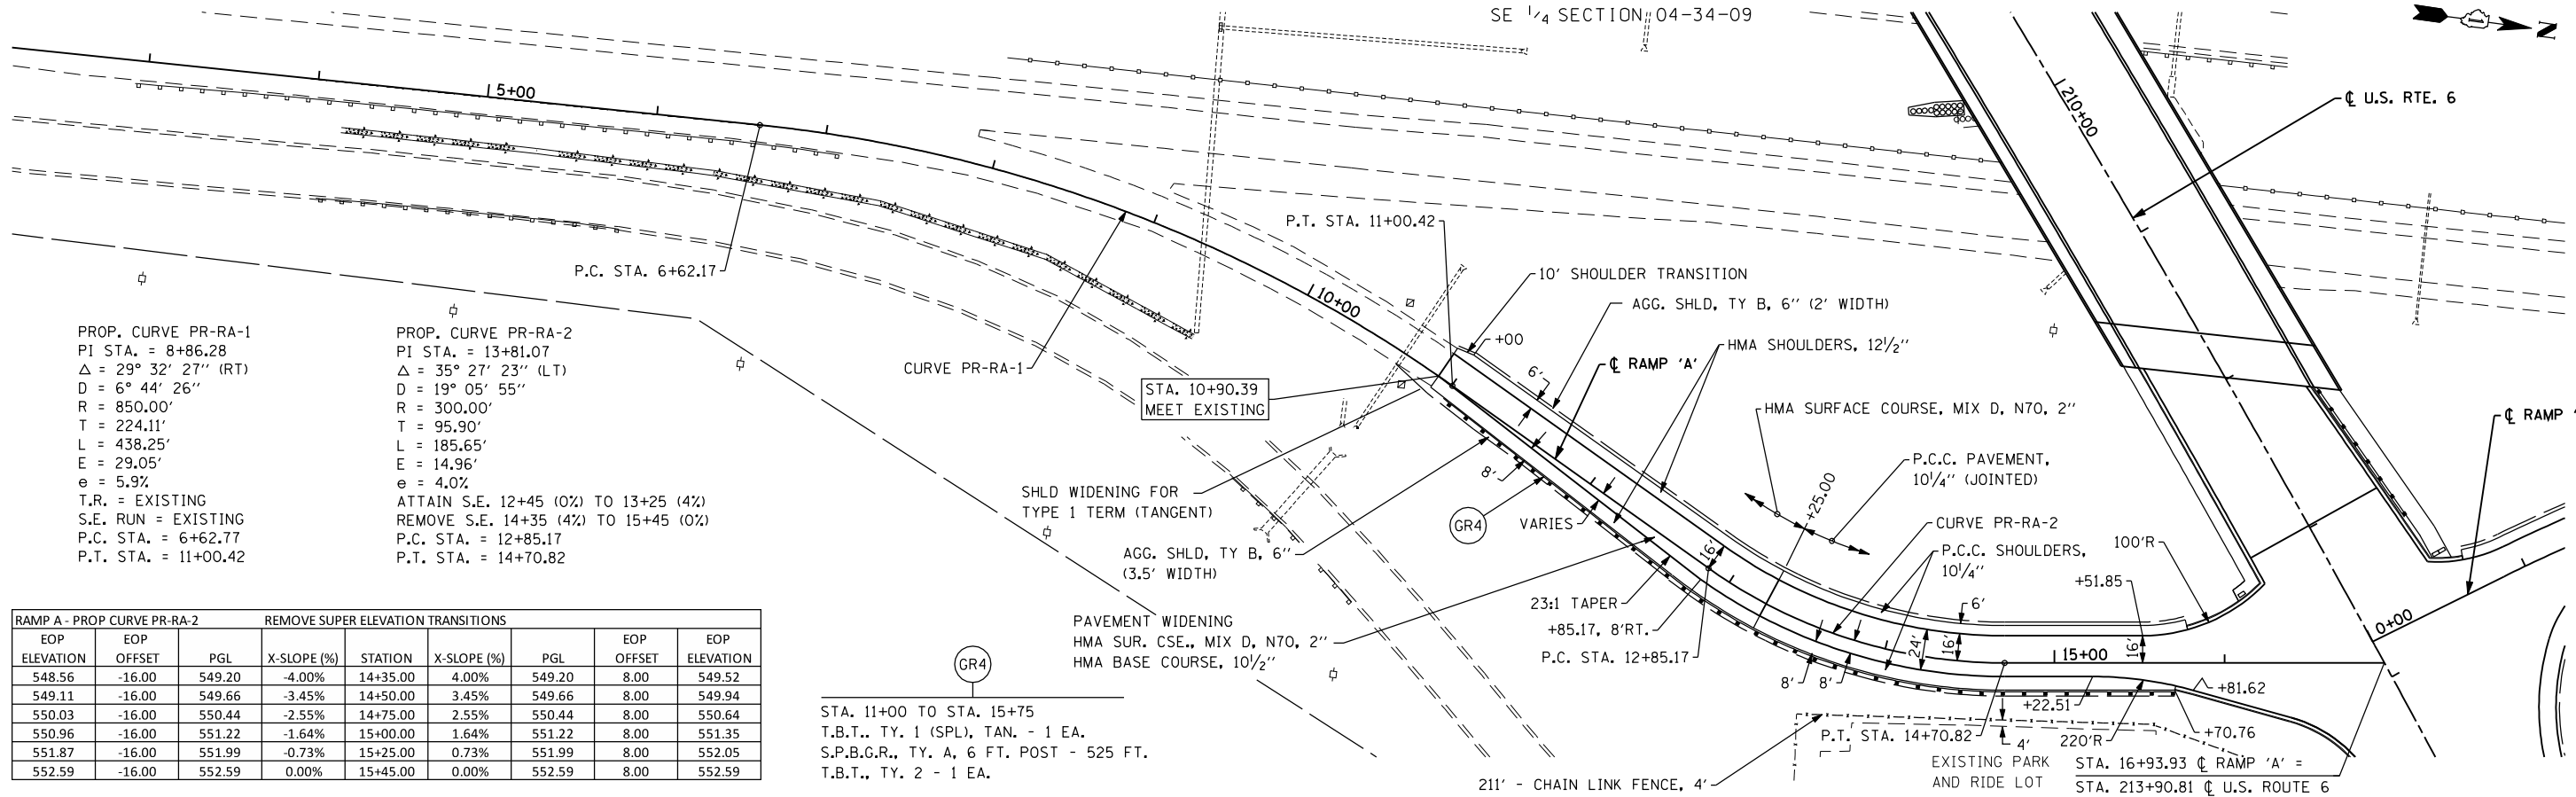 SE 1/4 SECTION 04-34-09
N
5+00
10+00
210+00
℄ U.S. RTE. 6
P.C. STA. 6+62.17
P.T. STA. 11+00.42
10' SHOULDER TRANSITION
AGG. SHLD, TY B, 6'' (2' WIDTH)
+00
HMA SHOULDERS, 12 1/2''
℄ RAMP 'A'
6'
CURVE PR-RA-1
STA. 10+90.39
MEET EXISTING
HMA SURFACE COURSE, MIX D, N70, 2''
℄ RAMP '
PROP. CURVE PR-RA-1
PI STA. = 8+86.28
Δ = 29° 32' 27'' (RT)
D = 6° 44' 26''
R = 850.00'
T = 224.11'
L = 438.25'
E = 29.05'
e = 5.9%
T.R. = EXISTING
S.E. RUN = EXISTING
P.C. STA. = 6+62.77
P.T. STA. = 11+00.42
PROP. CURVE PR-RA-2
PI STA. = 13+81.07
Δ = 35° 27' 23'' (LT)
D = 19° 05' 55''
R = 300.00'
T = 95.90'
L = 185.65'
E = 14.96'
e = 4.0%
ATTAIN S.E. 12+45 (0%) TO 13+25 (4%)
REMOVE S.E. 14+35 (4%) TO 15+45 (0%)
P.C. STA. = 12+85.17
P.T. STA. = 14+70.82
SHLD WIDENING FOR
TYPE 1 TERM (TANGENT)
8'
GR4
VARIES
AGG. SHLD, TY B, 6''
(3.5' WIDTH)
+25.00
P.C.C. PAVEMENT,
10 1/4'' (JOINTED)
CURVE PR-RA-2
P.C.C. SHOULDERS,
10 1/4''
100'R
+51.85
16'
6'
PAVEMENT WIDENING
HMA SUR. CSE., MIX D, N70, 2''
HMA BASE COURSE, 10 1/2''
23:1 TAPER
+85.17, 8'RT.
P.C. STA. 12+85.17
8'
8'
24'
16'
15+00
16'
0+00
+81.62
+22.51
+70.76
P.T. STA. 14+70.82
4'
220'R
EXISTING PARK
AND RIDE LOT
STA. 16+93.93 ℄ RAMP 'A' =
STA. 213+90.81 ℄ U.S. ROUTE 6
211' - CHAIN LINK FENCE, 4'
GR4
STA. 11+00 TO STA. 15+75
T.B.T.. TY. 1 (SPL), TAN. - 1 EA.
S.P.B.G.R., TY. A, 6 FT. POST - 525 FT.
T.B.T., TY. 2 - 1 EA.
RAMP A - PROP CURVE PR-RA-2 REMOVE SUPER ELEVATION TRANSITIONS
EOP EOP EOP EOP
ELEVATION OFFSET PGL X-SLOPE (%) STATION X-SLOPE (%) PGL OFFSET ELEVATION
548.56 -16.00 549.20 -4.00% 14+35.00 4.00% 549.20 8.00 549.52
549.11 -16.00 549.66 -3.45% 14+50.00 3.45% 549.66 8.00 549.94
550.03 -16.00 550.44 -2.55% 14+75.00 2.55% 550.44 8.00 550.64
550.96 -16.00 551.22 -1.64% 15+00.00 1.64% 551.22 8.00 551.35
551.87 -16.00 551.99 -0.73% 15+25.00 0.73% 551.99 8.00 552.05
552.59 -16.00 552.59 0.00% 15+45.00 0.00% 552.59 8.00 552.59